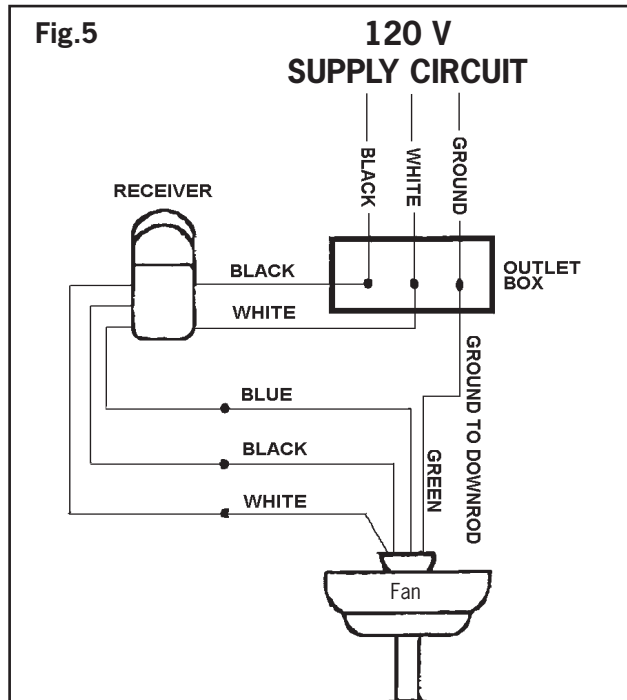 Fig.5
120 V
SUPPLY CIRCUIT
BLACK
WHITE
GROUND
RECEIVER
BLACK
OUTLET
BOX
WHITE
BLUE
BLACK
WHITE
GREEN
GROUND TO DOWNROD
Fan